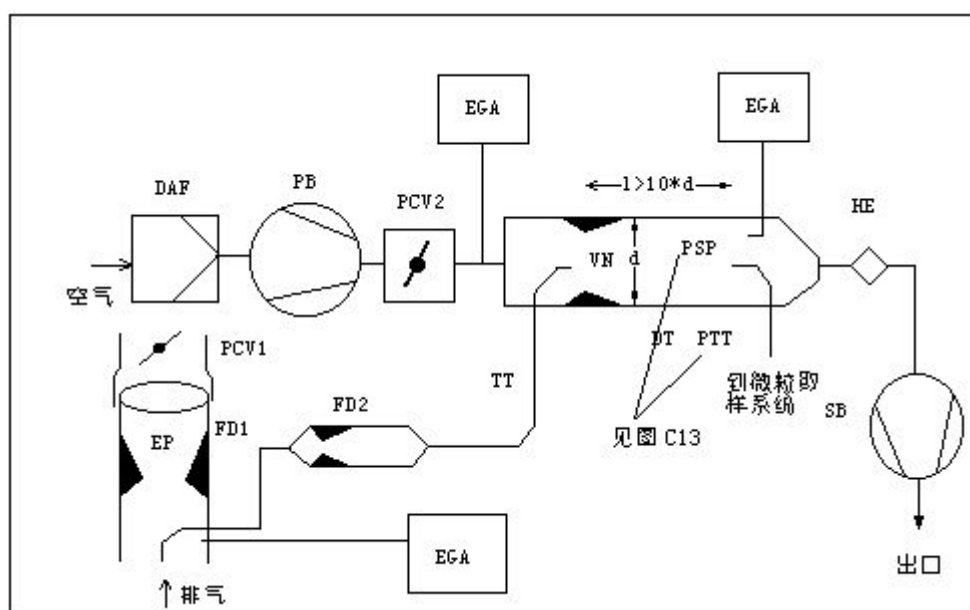 EGA
EGA
DAF
PB
PCV2
l>10*d
HE
VN
d
PSP
空气
PCV1
DT
PTT
TT
到微粒取
样系统
SB
FD2
EP
FD1
见图 C13
EGA
出口
排气